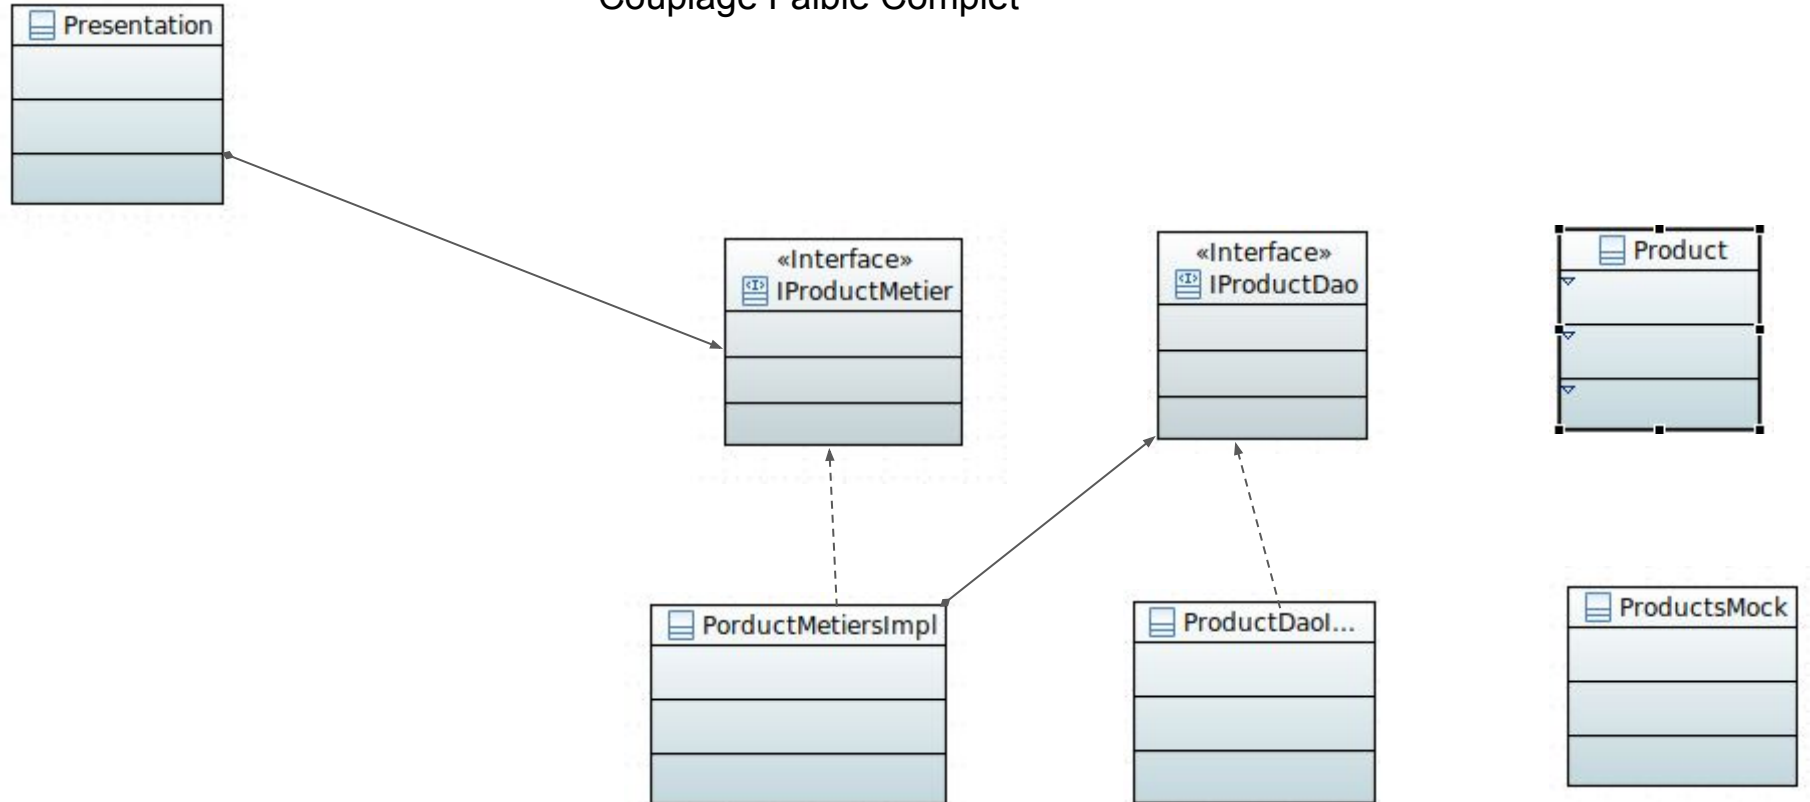 Couplage Faible Complet
Presentation
«Interface»
IProductMetier
«Interface»
IProductDao
Product
PorductMetiersImpl
ProductDaoI...
ProductsMock